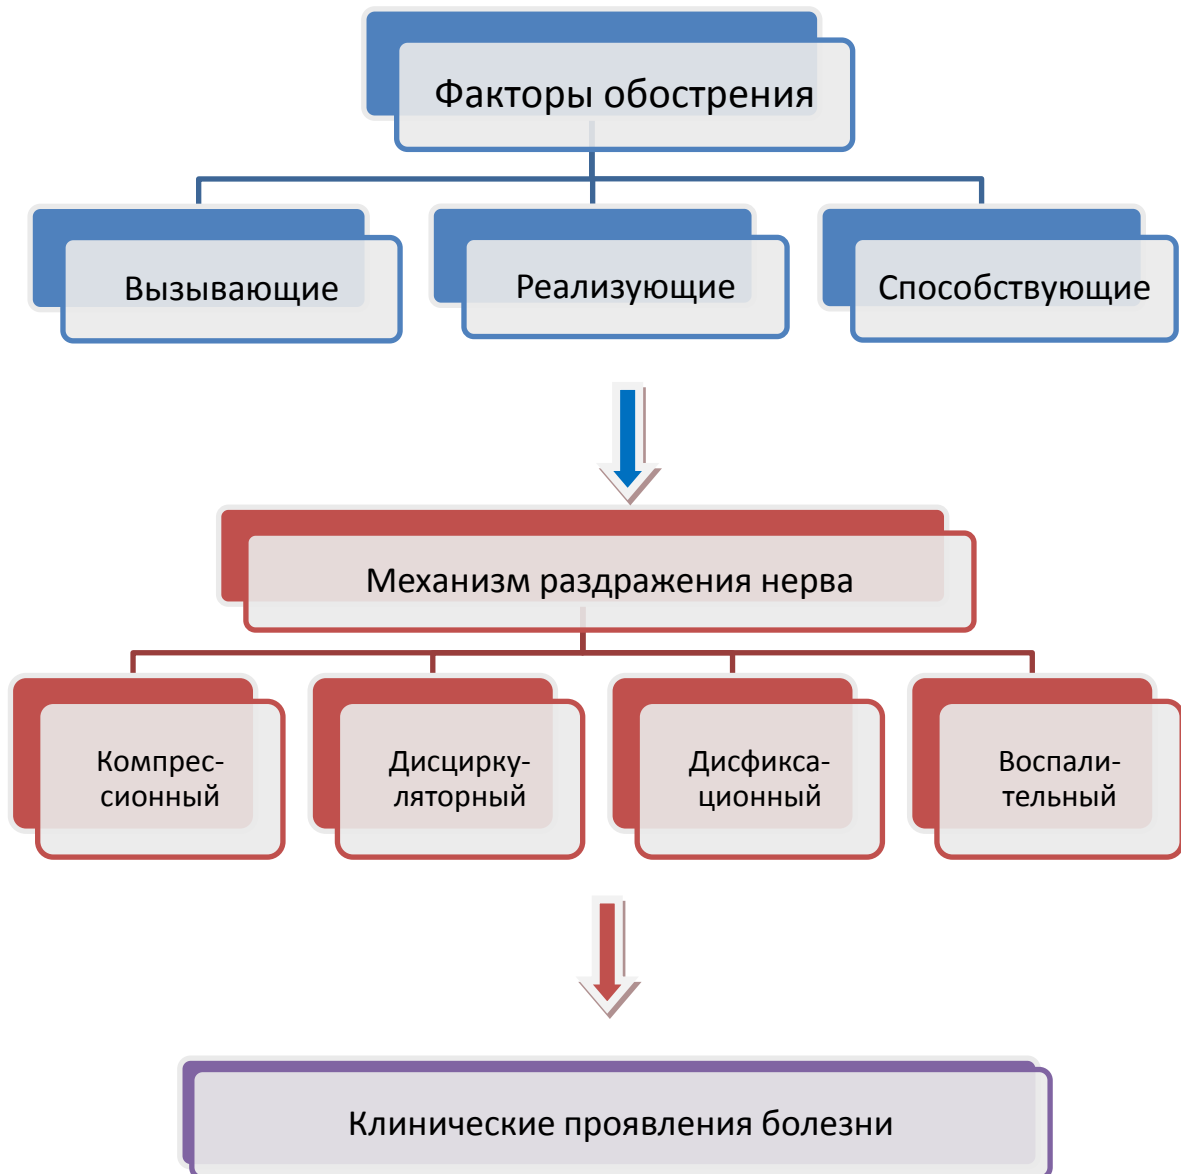 Факторы обострения
Вызывающие
Реализующие
Способствующие
Механизм раздражения нерва
Компрес-
сионный
Дисцирку-
ляторный
Дисфикса-
ционный
Воспали-
тельный
Клинические проявления болезни